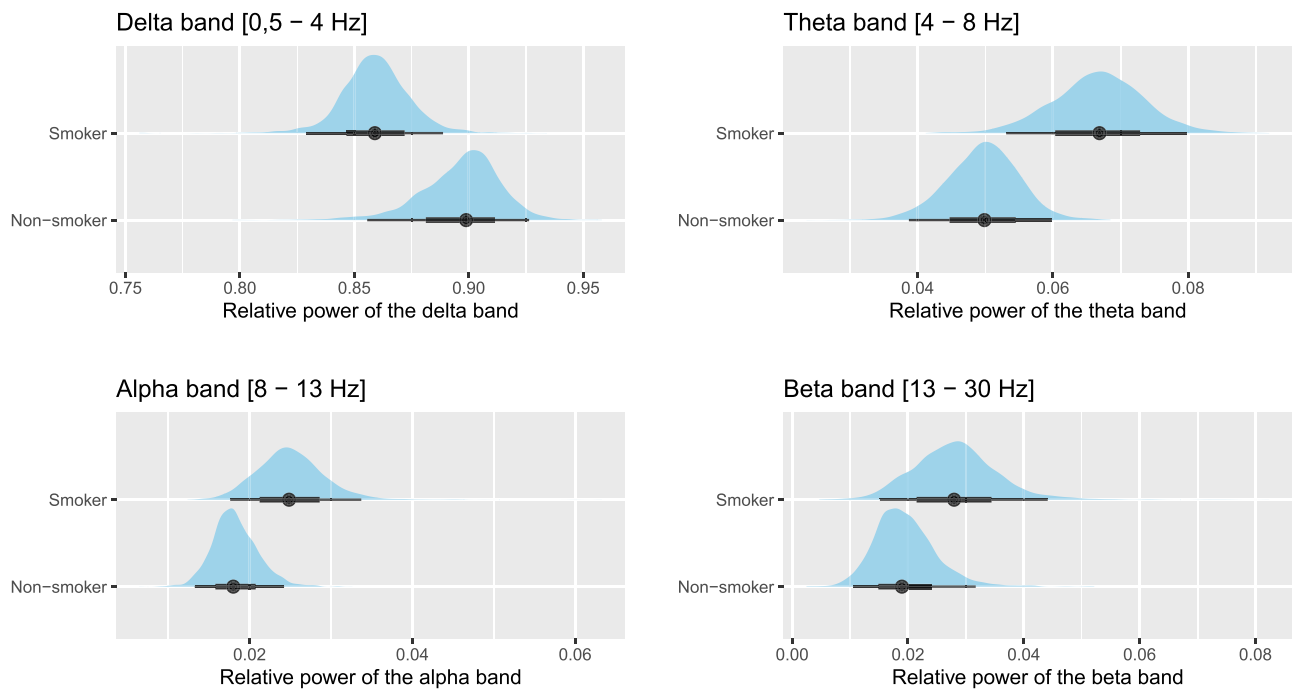 Delta band [0,5 − 4 Hz]
Smoker
Non−smoker
0.75 0.80 0.85 0.90 0.95
Relative power of the delta band
Theta band [4 − 8 Hz]
Smoker
Non−smoker
0.04 0.06 0.08
Relative power of the theta band
Alpha band [8 − 13 Hz]
Smoker
Non−smoker
0.02 0.04 0.06
Relative power of the alpha band
Beta band [13 − 30 Hz]
Smoker
Non−smoker
0.00 0.02 0.04 0.06 0.08
Relative power of the beta band